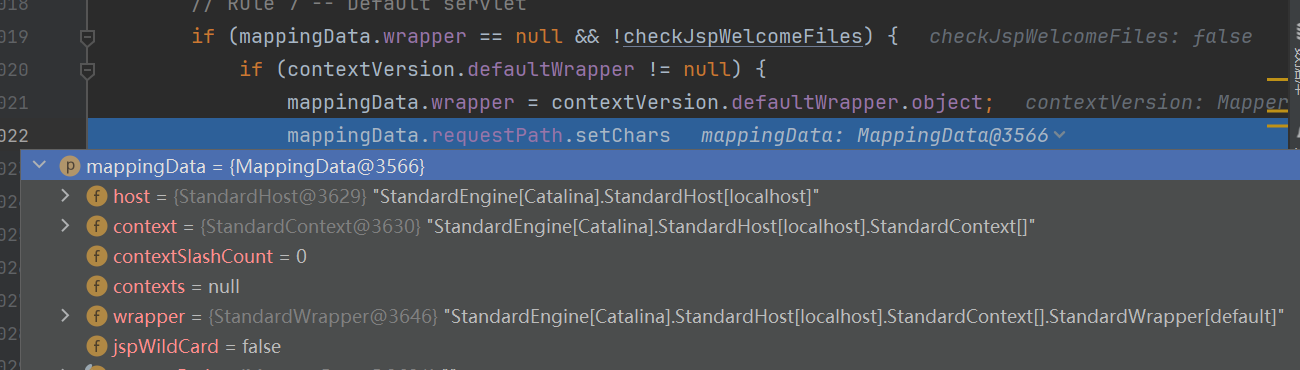 018 // Rule 7 -- Default servlet
019 if (mappingData.wrapper == null && !checkJspWelcomeFiles) { checkJspWelcomeFiles: false
020 if (contextVersion.defaultWrapper != null) {
021 mappingData.wrapper = contextVersion.defaultWrapper.object; contextVersion: Mapper
022 mappingData.requestPath.setChars mappingData: MappingData@3566
mappingData = {MappingData@3566}
host = {StandardHost@3629} "StandardEngine[Catalina].StandardHost[localhost]"
context = {StandardContext@3630} "StandardEngine[Catalina].StandardHost[localhost].StandardContext[]"
contextSlashCount = 0
contexts = null
wrapper = {StandardWrapper@3646} "StandardEngine[Catalina].StandardHost[localhost].StandardContext[].StandardWrapper[default]"
jspWildCard = false